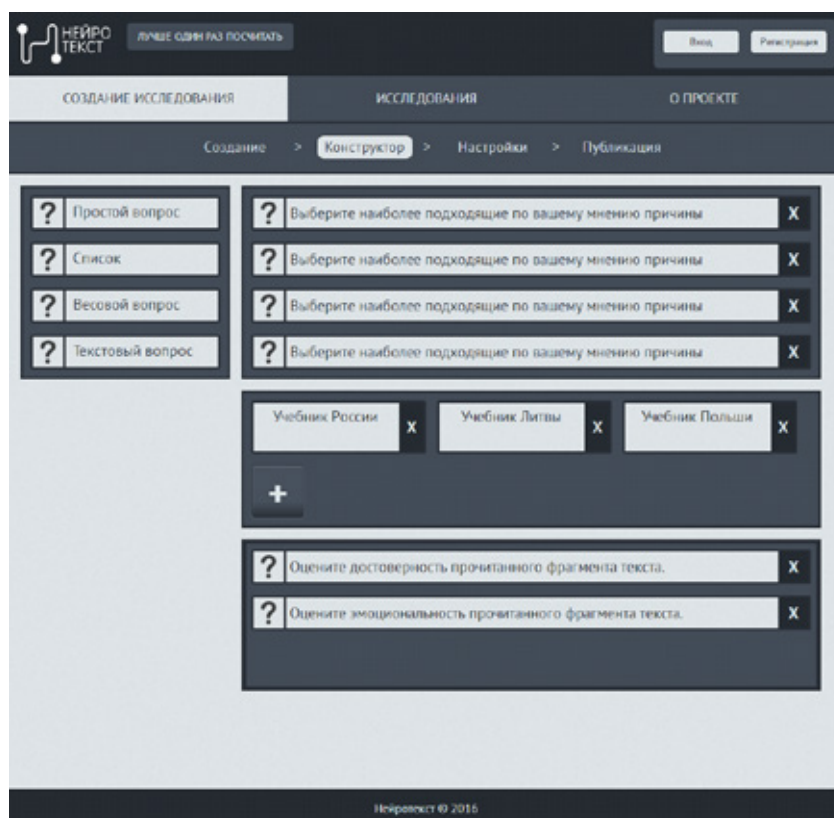 НЕЙРО
ТЕКСТ
ЛУЧШЕ ОДИН РАЗ ПОСЧИТАТЬ
Вход
Регистрация
СОЗДАНИЕ ИССЛЕДОВАНИЯ
ИССЛЕДОВАНИЯ
О ПРОЕКТЕ
Создание > Конструктор > Настройки > Публикация
? Простой вопрос
? Список
? Весовой вопрос
? Текстовый вопрос
? Выберите наиболее подходящие по вашему мнению причины X
? Выберите наиболее подходящие по вашему мнению причины X
? Выберите наиболее подходящие по вашему мнению причины X
? Выберите наиболее подходящие по вашему мнению причины X
Учебник России X
Учебник Литвы X
Учебник Польши X
+
? Оцените достоверность прочитанного фрагмента текста. X
? Оцените эмоциональность прочитанного фрагмента текста. X
Нейротекст © 2016